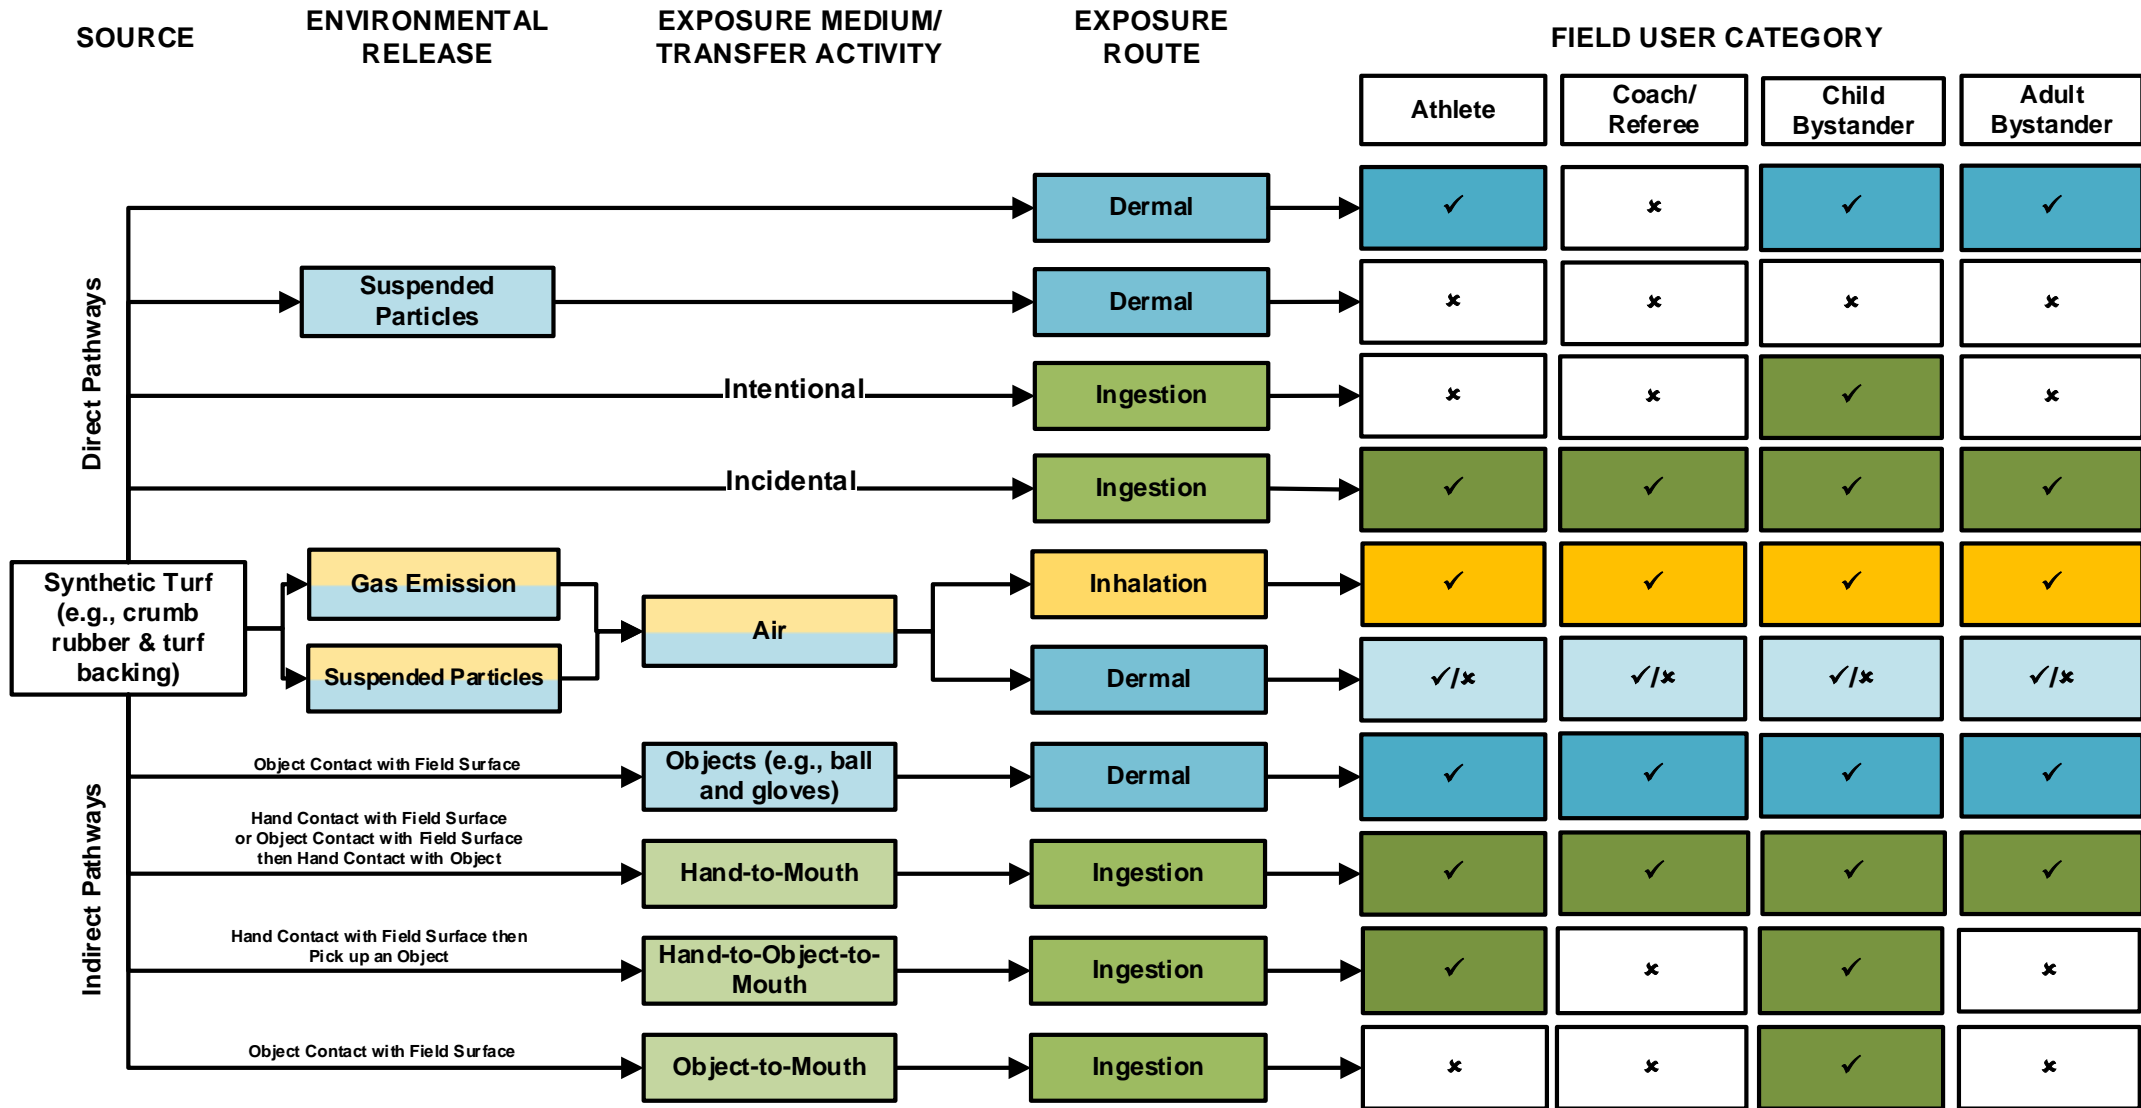 SOURCE
ENVIRONMENTAL
RELEASE
EXPOSURE MEDIUM/
TRANSFER ACTIVITY
EXPOSURE
ROUTE
FIELD USER CATEGORY
Athlete
Coach/
Referee
Child
Bystander
Adult
Bystander
Direct Pathways
Dermal
✓
✘
✓
✓
Suspended
Particles
Dermal
✘
✘
✘
✘
Intentional
Ingestion
✘
✘
✓
✘
Incidental
Ingestion
✓
✓
✓
✓
Synthetic Turf
(e.g., crumb
rubber & turf
backing)
Gas Emission
Suspended Particles
Air
Inhalation
✓
✓
✓
✓
Dermal
✓/✘
✓/✘
✓/✘
✓/✘
Indirect Pathways
Object Contact with Field Surface
Objects (e.g., ball
and gloves)
Dermal
✓
✓
✓
✓
Hand Contact with Field Surface
or Object Contact with Field Surface
then Hand Contact with Object
Hand-to-Mouth
Ingestion
✓
✓
✓
✓
Hand Contact with Field Surface then
Pick up an Object
Hand-to-Object-to-
Mouth
Ingestion
✓
✘
✓
✘
Object Contact with Field Surface
Object-to-Mouth
Ingestion
✘
✘
✓
✘